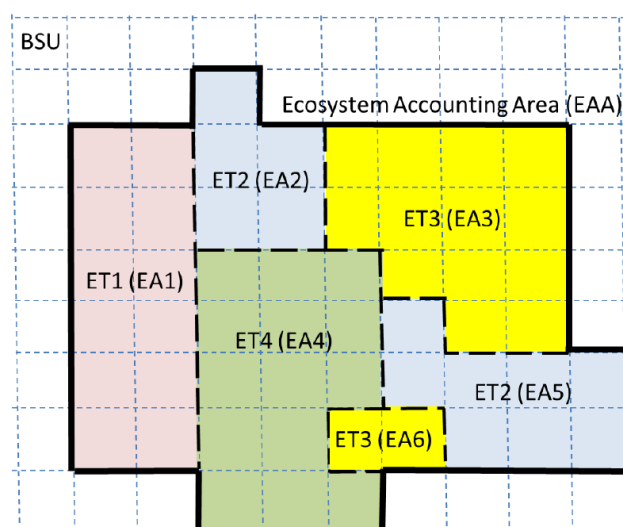 BSU
Ecosystem Accounting Area (EAA)
ET2 (EA2)
ET3 (EA3)
ET1 (EA1)
ET4 (EA4)
ET2 (EA5)
ET3 (EA6)